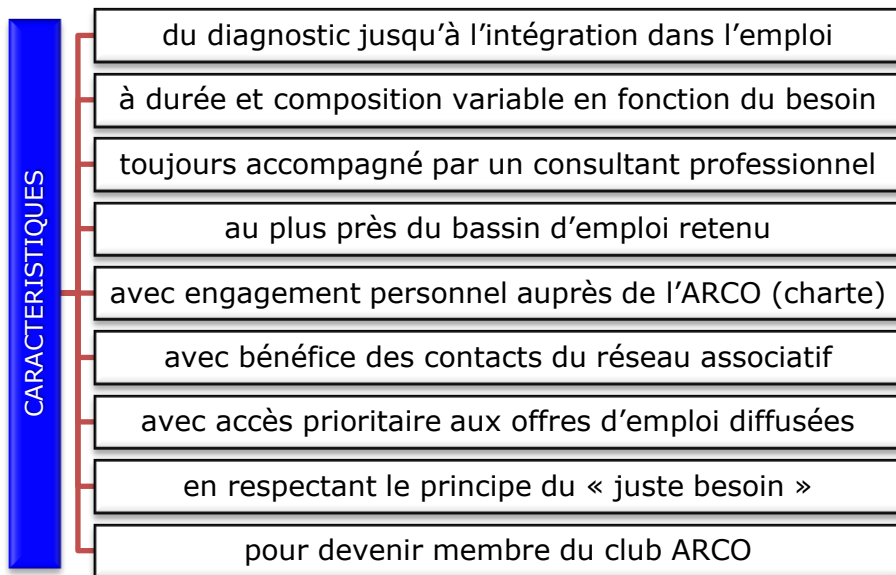 CARACTERISTIQUES
du diagnostic jusqu’à l’intégration dans l’emploi
à durée et composition variable en fonction du besoin
toujours accompagné par un consultant professionnel
au plus près du bassin d’emploi retenu
avec engagement personnel auprès de l’ARCO (charte)
avec bénéfice des contacts du réseau associatif
avec accès prioritaire aux offres d’emploi diffusées
en respectant le principe du « juste besoin »
pour devenir membre du club ARCO